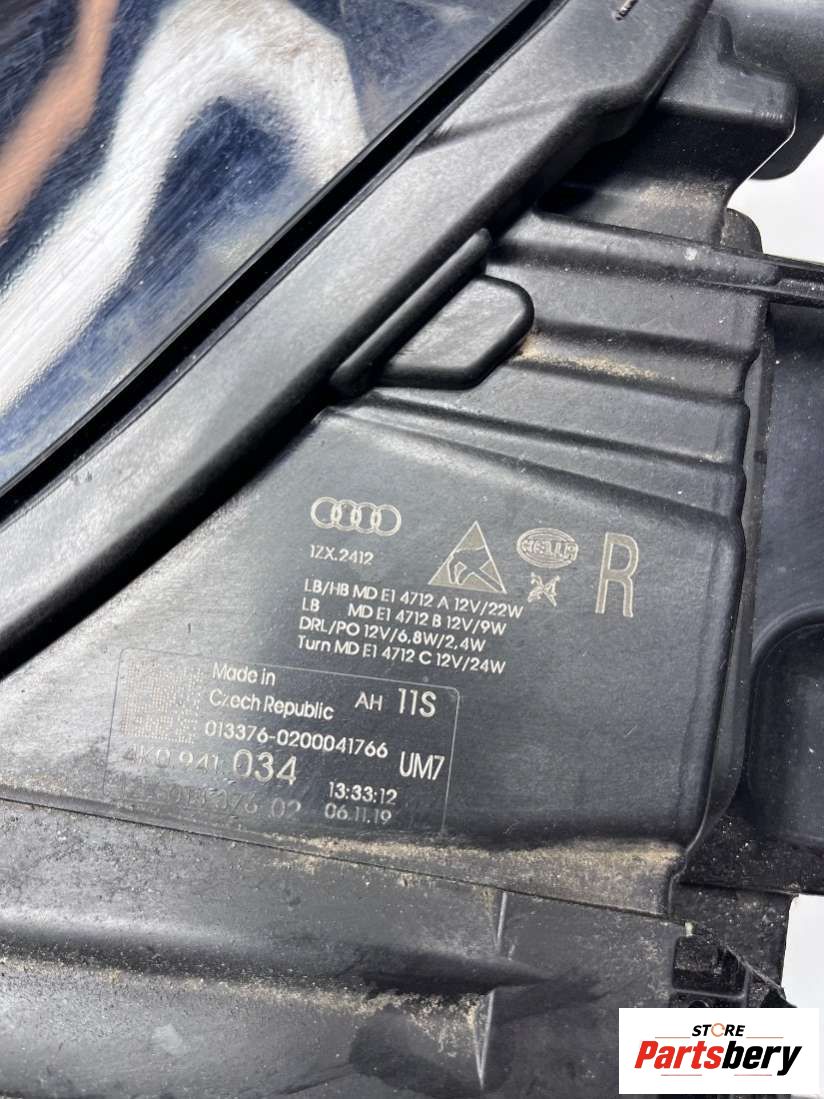 1ZX.2412
HELLA
R
LB/HB MD E1 4712 A 12V/22W
LB MD E1 4712 B 12V/9W
DRL/PO 12V/6,8W/2,4W
Turn MD E1 4712 C 12V/24W
Made in
Czech Republic AH 11S
013376-0200041766
4K0 941 034 UM7
13:33:12
06.11.19
STORE
Partsbery